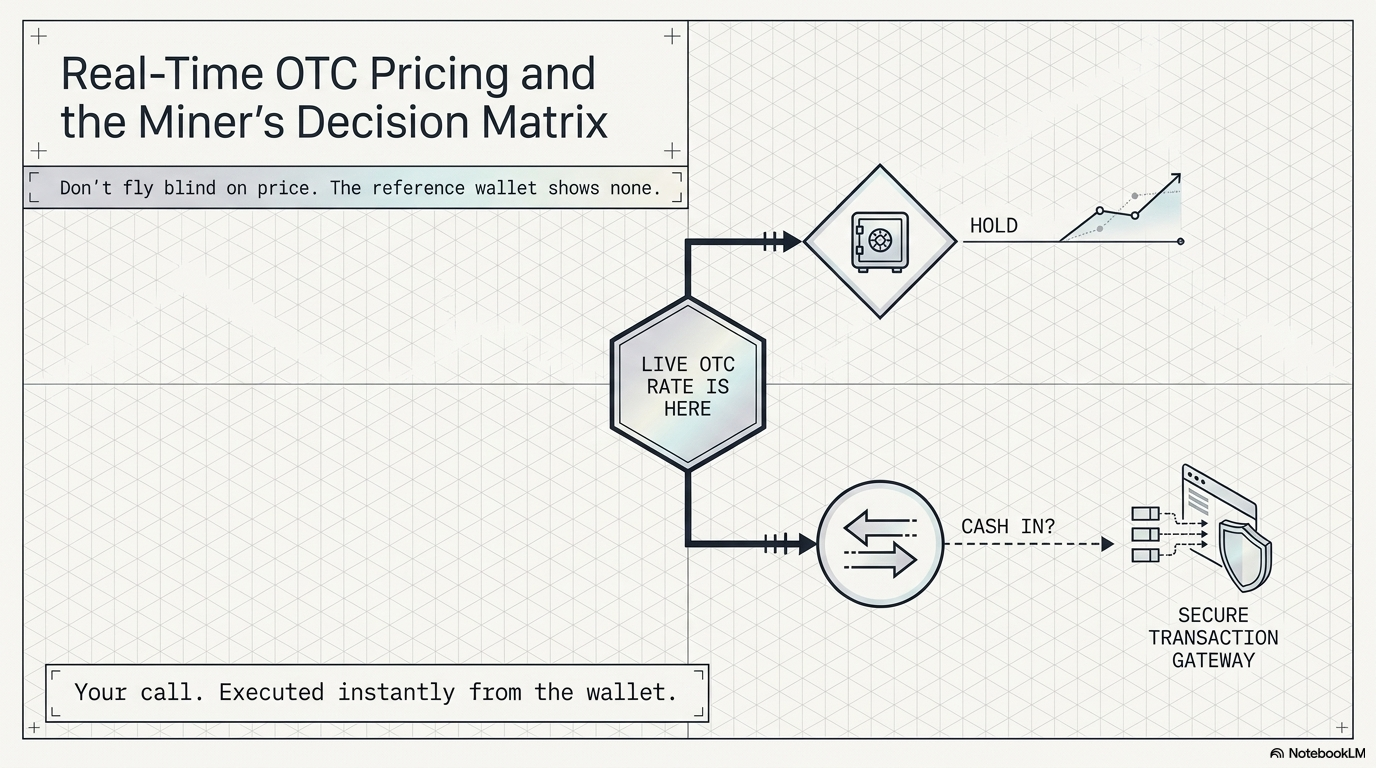 Real-Time OTC Pricing and
the Miner’s Decision Matrix
Don’t fly blind on price. The reference wallet shows none.
HOLD
LIVE OTC
RATE IS
HERE
CASH IN?
SECURE
TRANSACTION
GATEWAY
Your call. Executed instantly from the wallet.
NotebookLM